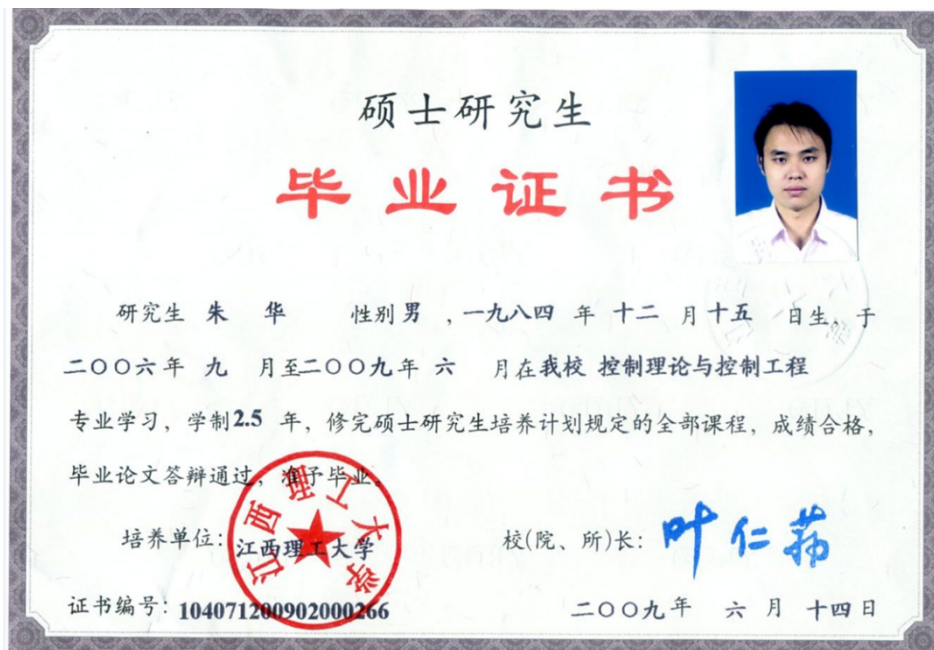 硕士研究生
毕业证书
研究生 朱 华 性别 男 ,一九八四 年 十二 月 十五 日生,于
二〇〇六年 九 月至二〇〇九年 六 月在我校 控制理论与控制工程
专业学习,学制2.5 年,修完硕士研究生培养计划规定的全部课程,成绩合格,
毕业论文答辩通过,准予毕业。
培养单位:江西理工大学
江西理工大学
校(院、所)长:叶仁荪
证书编号:104071200902000266
二〇〇九年 六 月 十四日